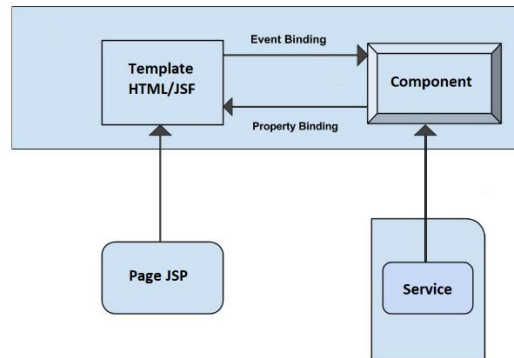 Event Binding
Template
HTML/JSF
Component
Property Binding
Page JSP
Service